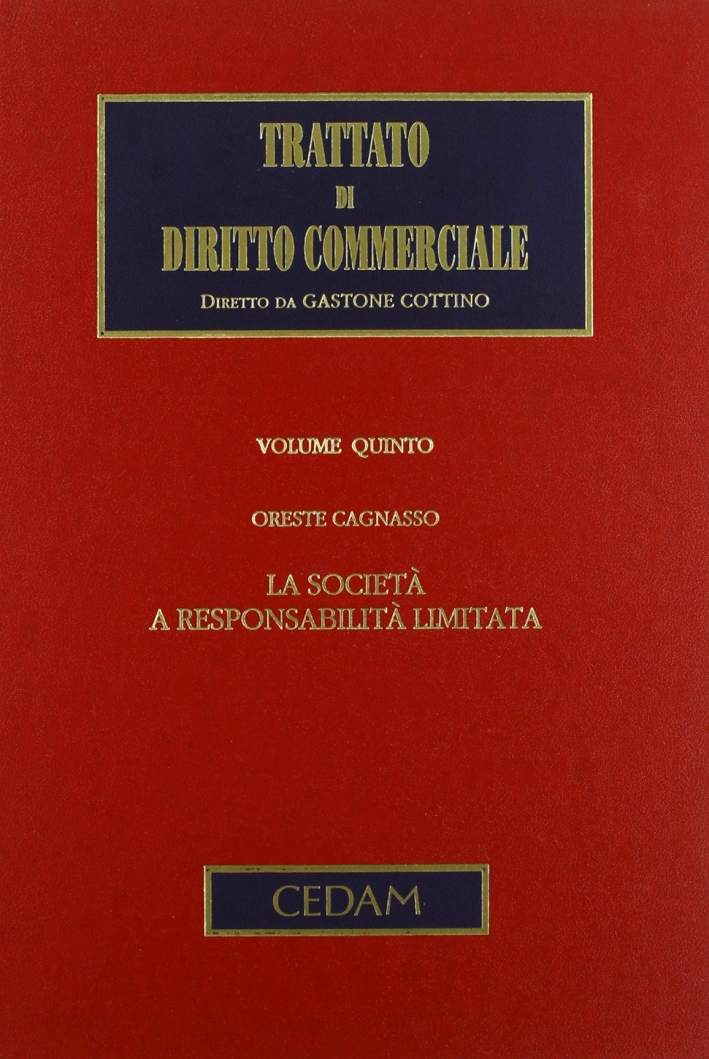 TRATTATO
DI
DIRITTO COMMERCIALE
DIRETTO DA GASTONE COTTINO
VOLUME QUINTO
ORESTE CAGNASSO
LA SOCIETÀ
A RESPONSABILITÀ LIMITATA
CEDAM